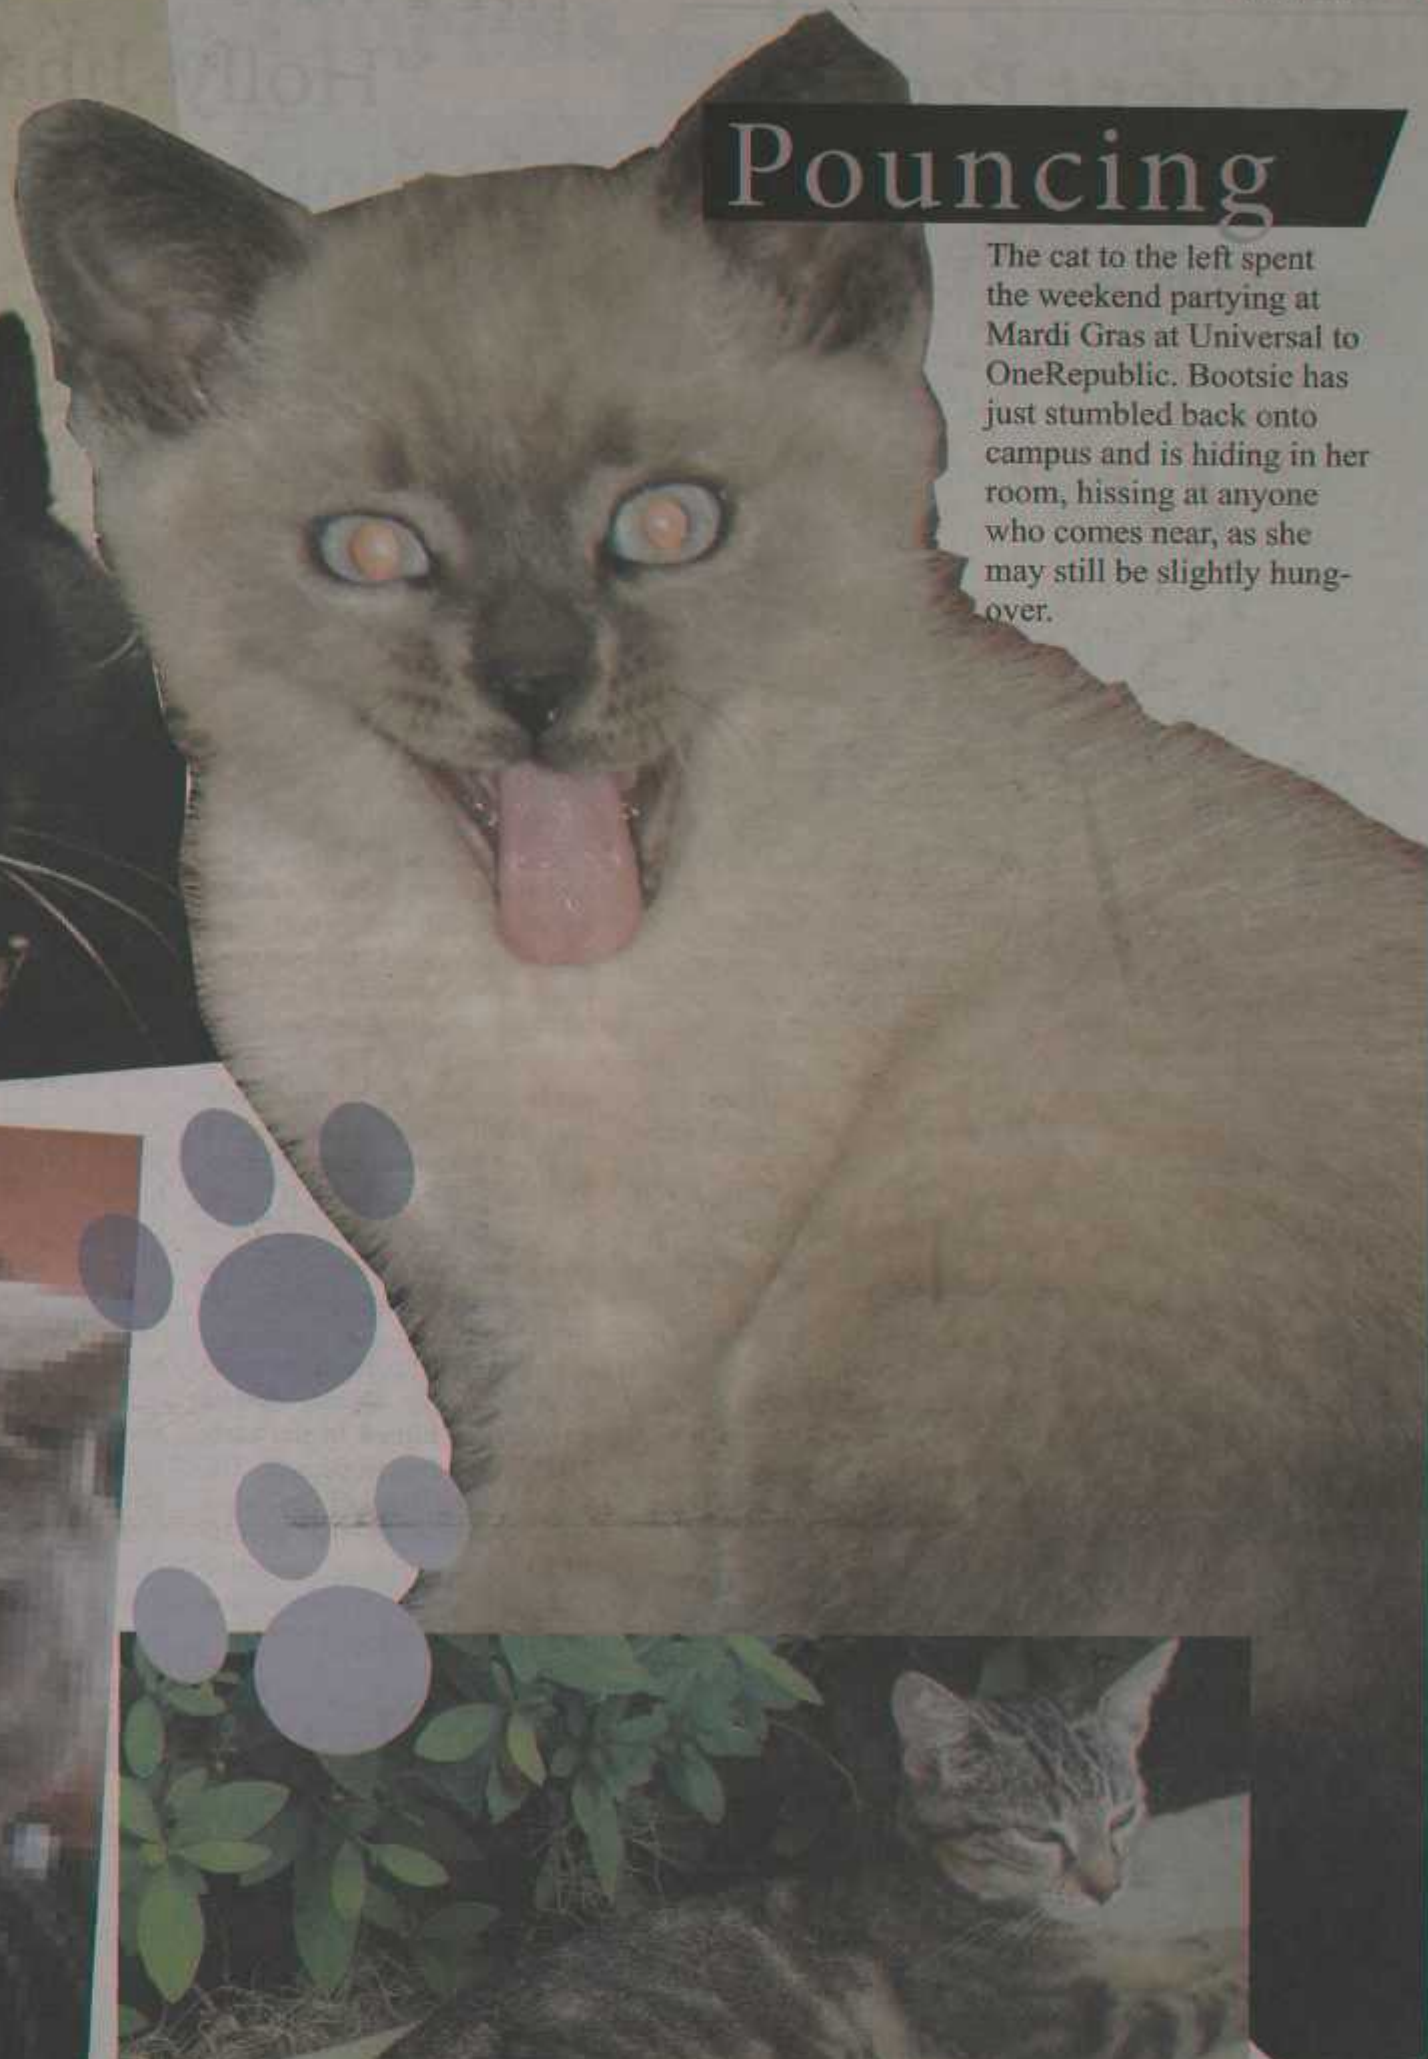 Pouncing
The cat to the left spent
the weekend partying at
Mardi Gras at Universal to
OneRepublic. Bootsie has
just stumbled back onto
campus and is hiding in her
room, hissing at anyone
who comes near, as she
may still be slightly hung-
over.